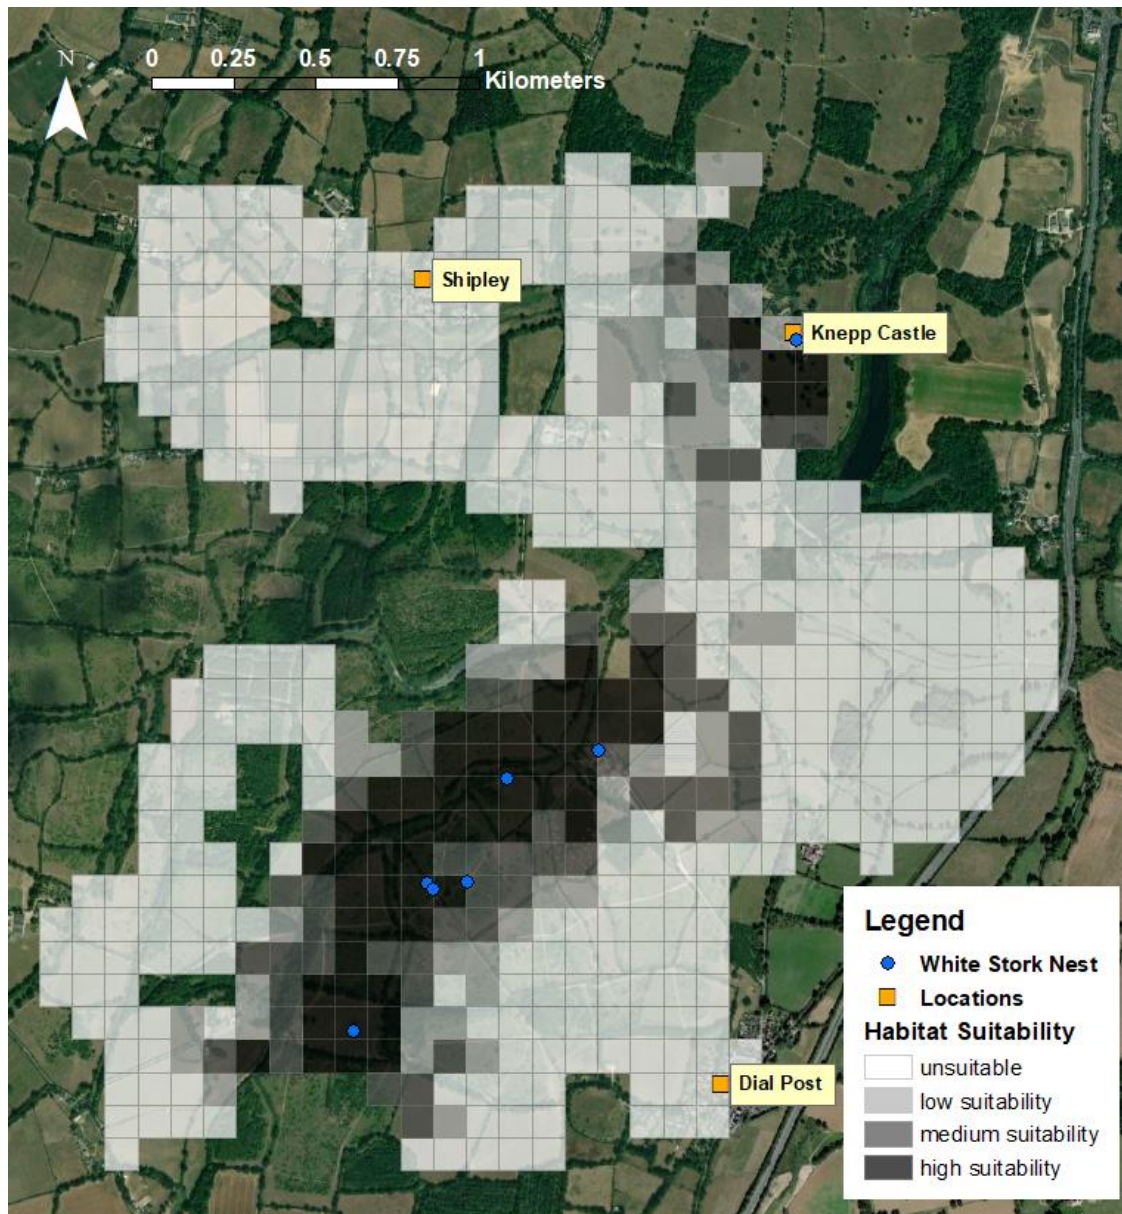 N
0 0.25 0.5 0.75 1
Kilometers
Shipley
Knepp Castle
Dial Post
Legend
White Stork Nest
Locations
Habitat Suitability
unsuitable
low suitability
medium suitability
high suitability